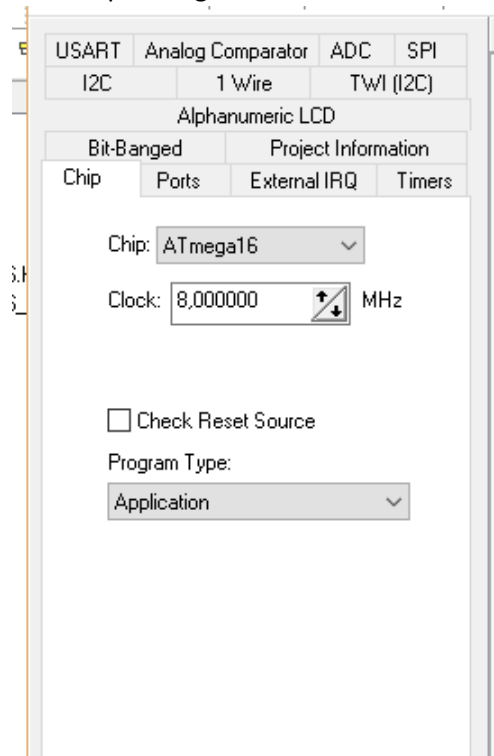 USART Analog Comparator ADC SPI
I2C 1 Wire TWI (I2C)
Alphanumeric LCD
Bit-Banged Project Information
Chip Ports External IRQ Timers
Chip: ATmega16
Clock: 8,000000 MHz
Check Reset Source
Program Type:
Application